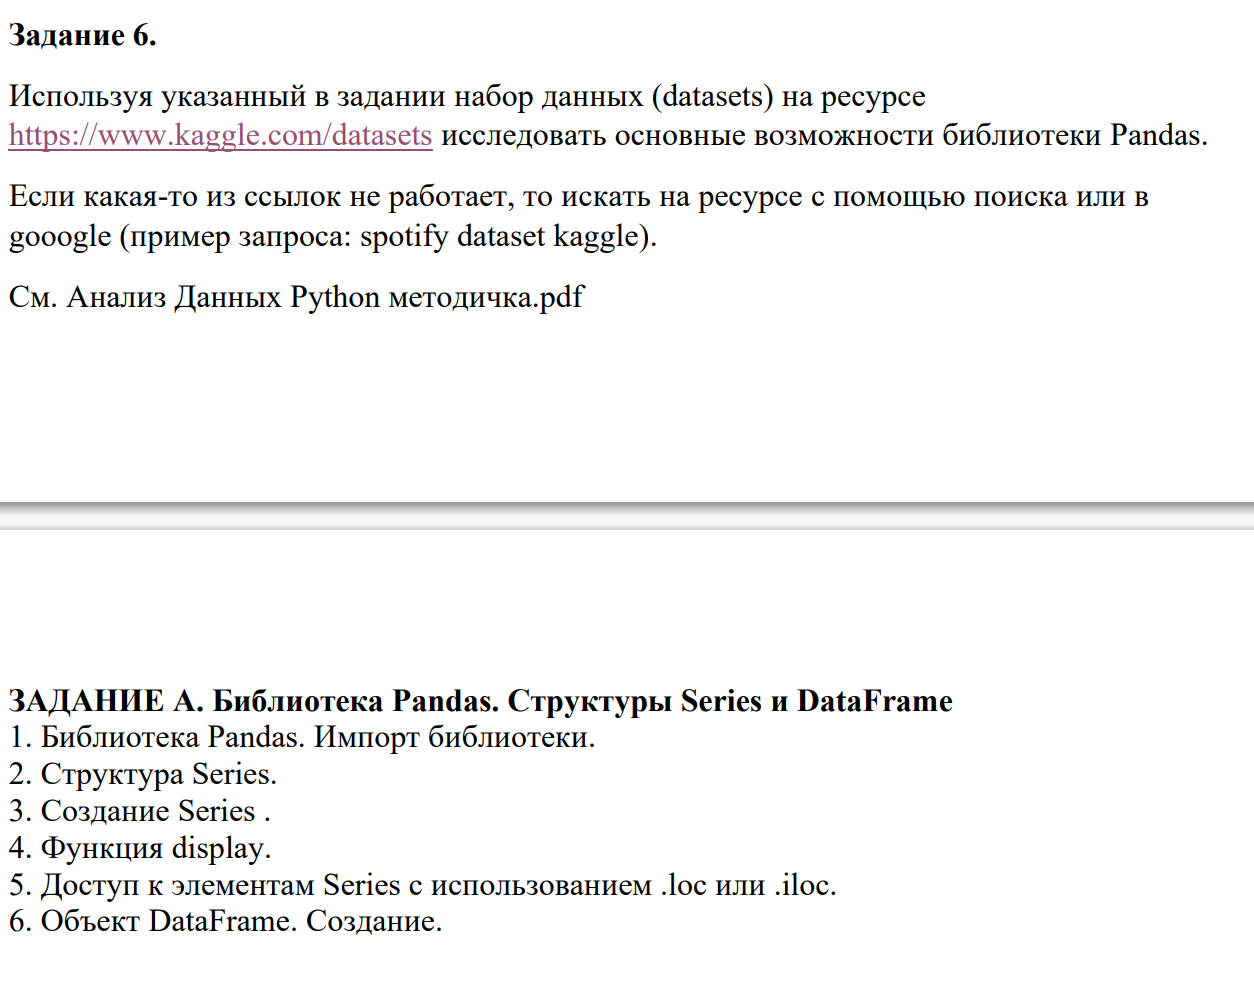 Задание 6.
Используя указанный в задании набор данных (datasets) на ресурсе
https://www.kaggle.com/datasets исследовать основные возможности библиотеки Pandas.
Если какая-то из ссылок не работает, то искать на ресурсе с помощью поиска или в
gooogle (пример запроса: spotify dataset kaggle).
См. Анализ Данных Python методичка.pdf
ЗАДАНИЕ А. Библиотека Pandas. Структуры Series и DataFrame
1. Библиотека Pandas. Импорт библиотеки.
2. Структура Series.
3. Создание Series .
4. Функция display.
5. Доступ к элементам Series с использованием .loc или .iloc.
6. Объект DataFrame. Создание.